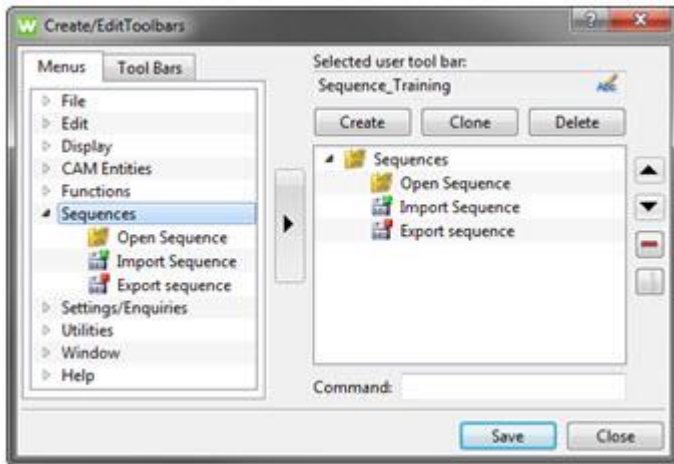 Create/EditToolbars
Menus
Tool Bars
File
Edit
Display
CAM Entities
Functions
Sequences
Open Sequence
Import Sequence
Export sequence
Settings/Enquiries
Utilities
Window
Help
Selected user tool bar:
Sequence_Training
Create
Clone
Delete
Sequences
Open Sequence
Import Sequence
Export sequence
Command:
Save
Close